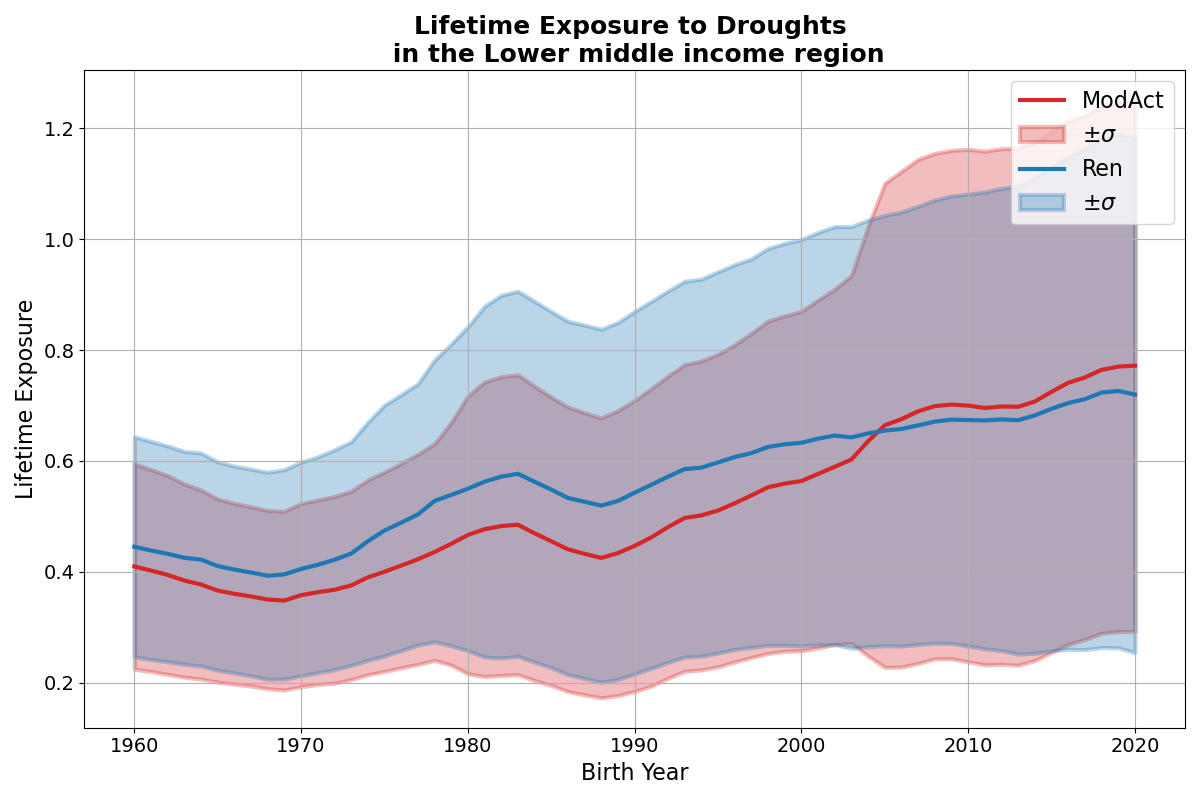 Lifetime Exposure to Droughts
in the Lower middle income region
ModAct
±σ
Ren
±σ
Lifetime Exposure
1.2
1.0
0.8
0.6
0.4
0.2
1960
1970
1980
1990
2000
2010
2020
Birth Year